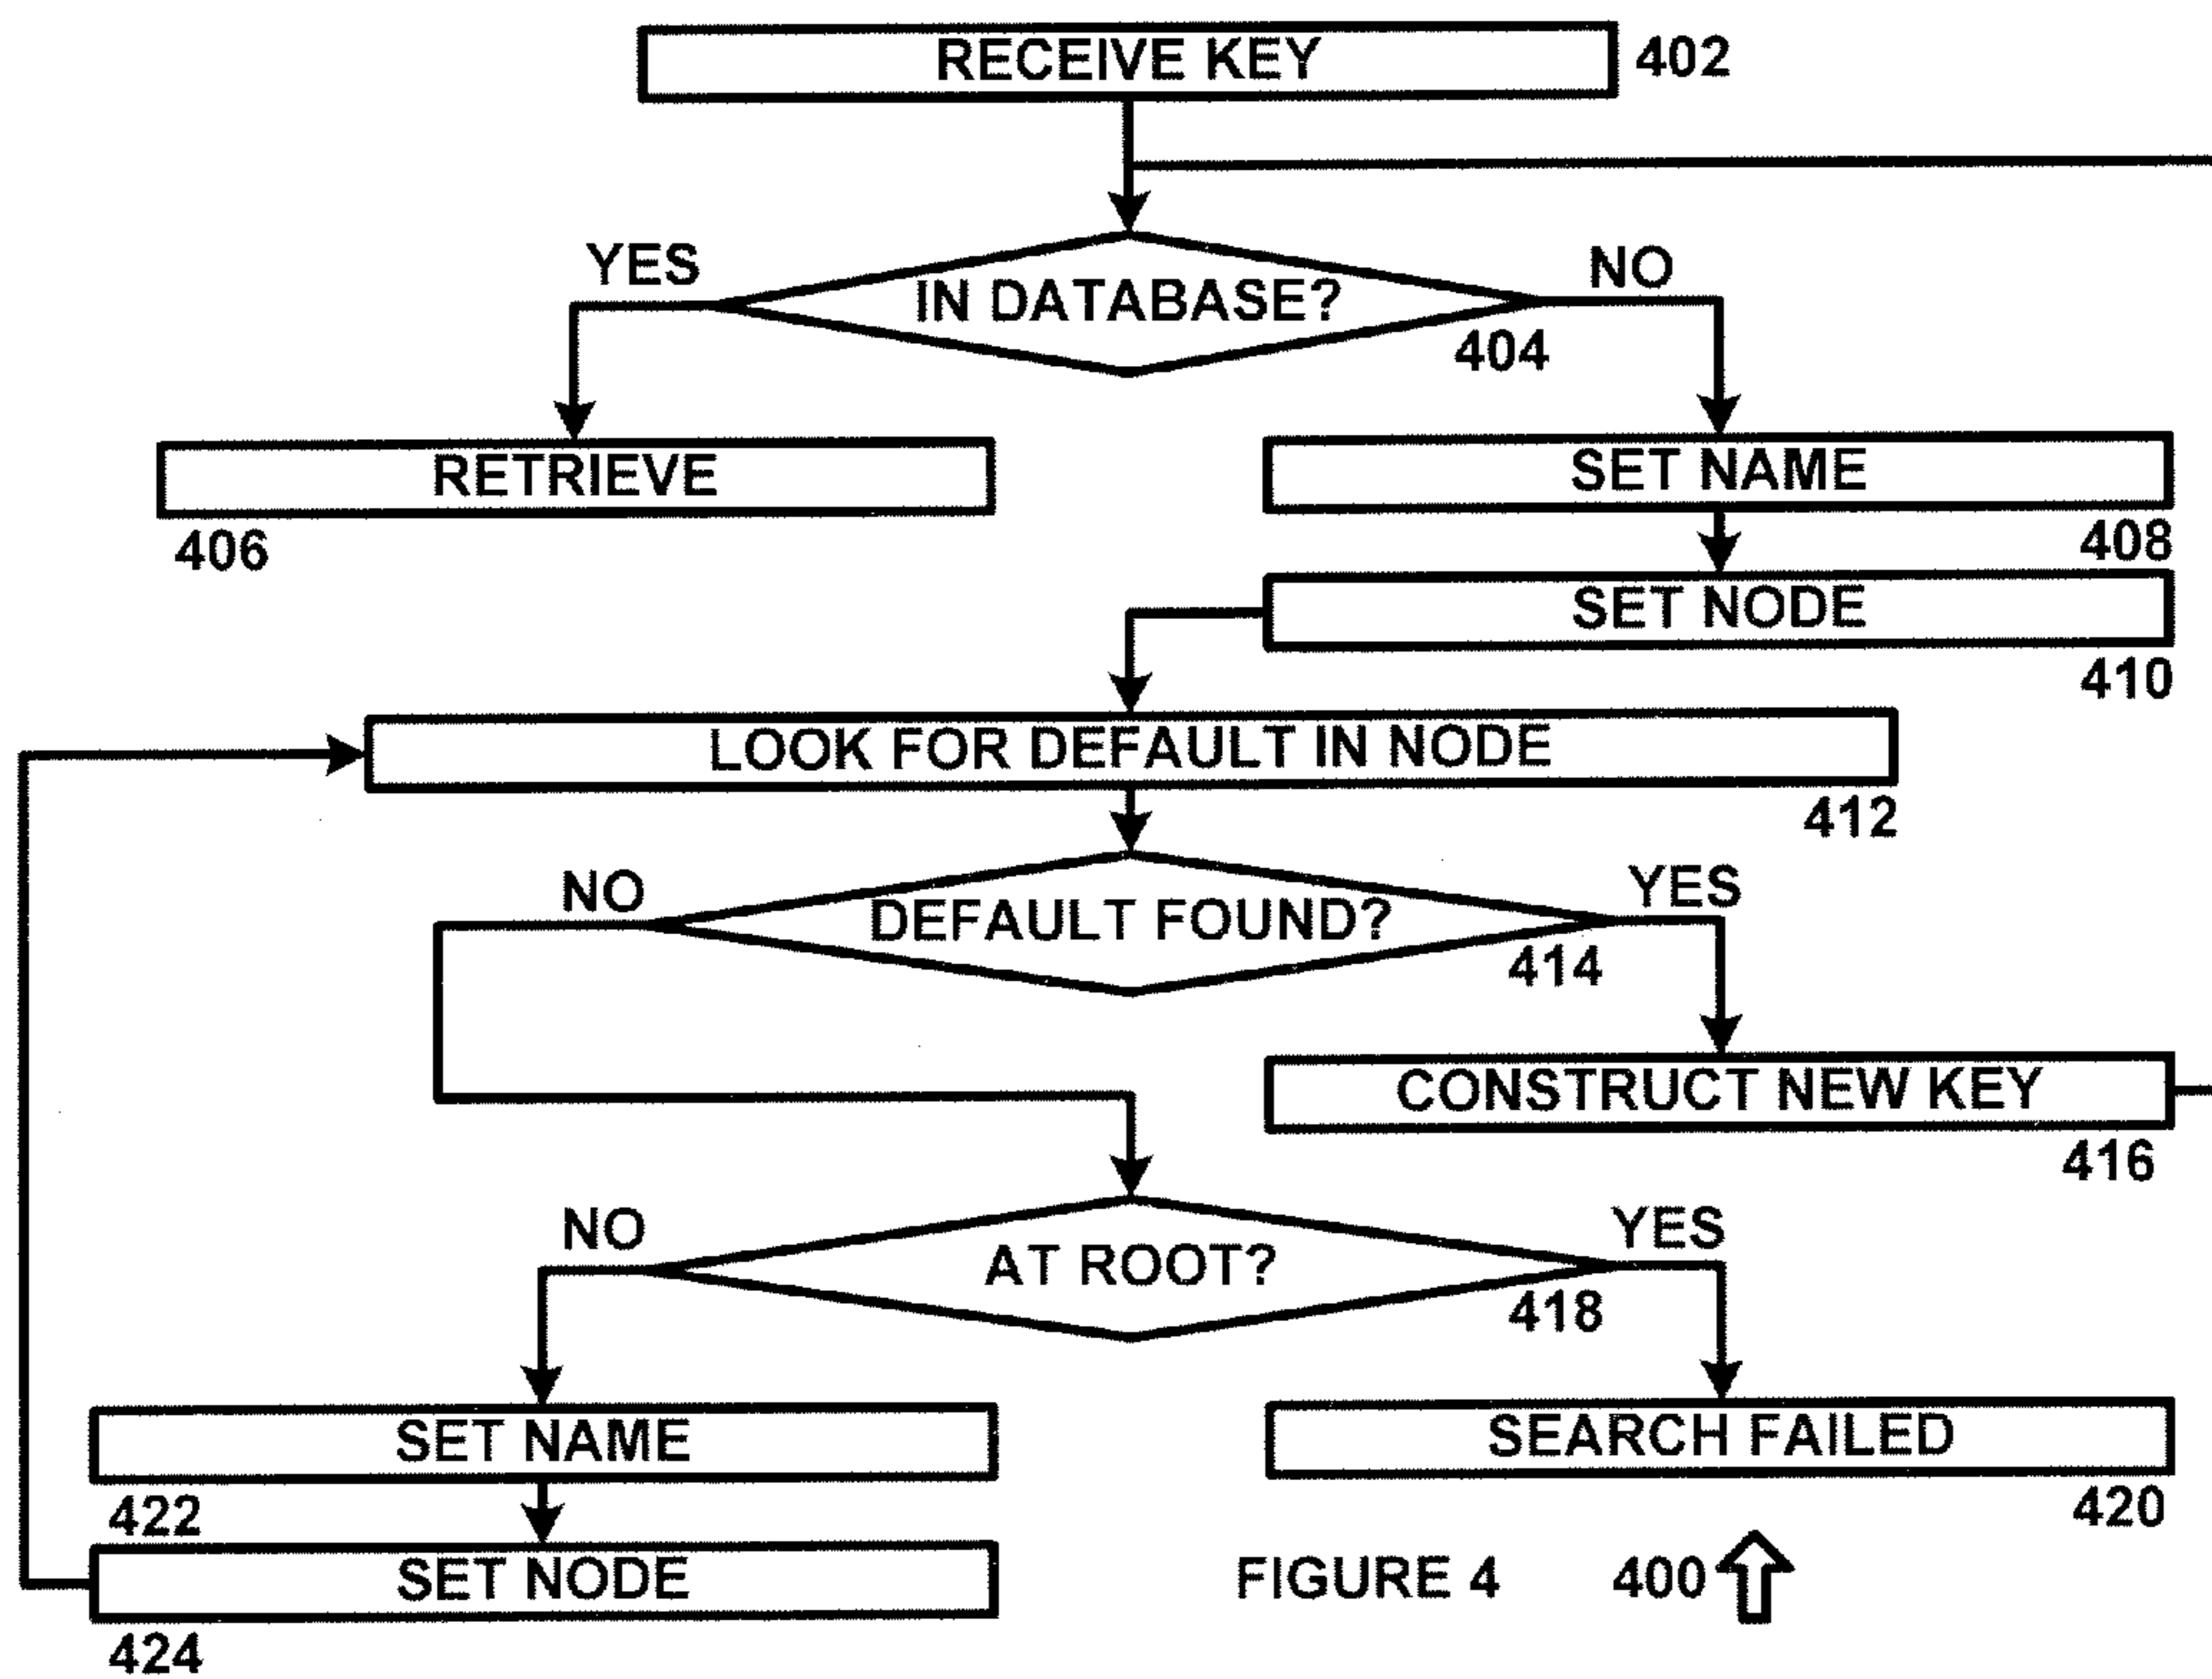 RECEIVE KEY 402
YES NO
IN DATABASE?
404
RETRIEVE SET NAME
406 408
SET NODE
410
LOOK FOR DEFAULT IN NODE
412
NO YES
DEFAULT FOUND?
414
CONSTRUCT NEW KEY
416
NO YES
AT ROOT?
418
SET NAME SEARCH FAILED
422 420
SET NODE FIGURE 4 400
424